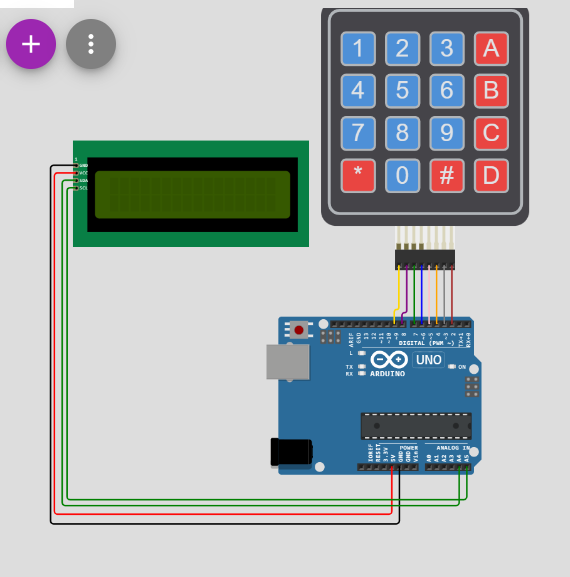 +
1 2 3 A
4 5 6 B
7 8 9 C
* 0 # D
1
GND
VCC
SDA
SCL
AREF
GND
13
12
~11
~10
~9
8
7
~6
~5
4
~3
2
TX→1
RX←0
DIGITAL (PWM ~)
L
TX
RX
UNO
ON
ARDUINO
IOREF
RESET
3.3V
5V
GND
GND
Vin
POWER
ANALOG IN
A0
A1
A2
A3
A4
A5